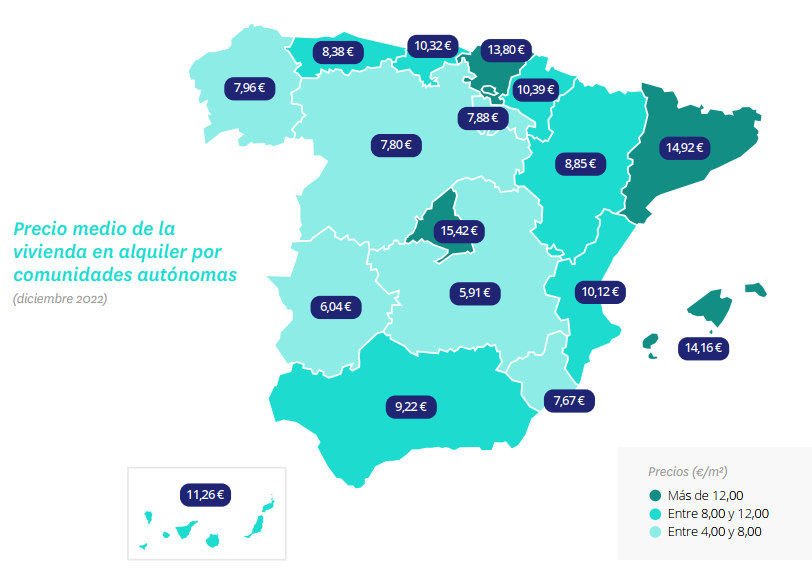 8,38 €
10,32 €
13,80 €
7,96 €
10,39 €
7,88 €
7,80 €
14,92 €
8,85 €
Precio medio de la
vivienda en alquiler por
comunidades autónomas
(diciembre 2022)
15,42 €
6,04 €
5,91 €
10,12 €
14,16 €
9,22 €
7,67 €
11,26 €
Precios (€/m²)
Más de 12,00
Entre 8,00 y 12,00
Entre 4,00 y 8,00